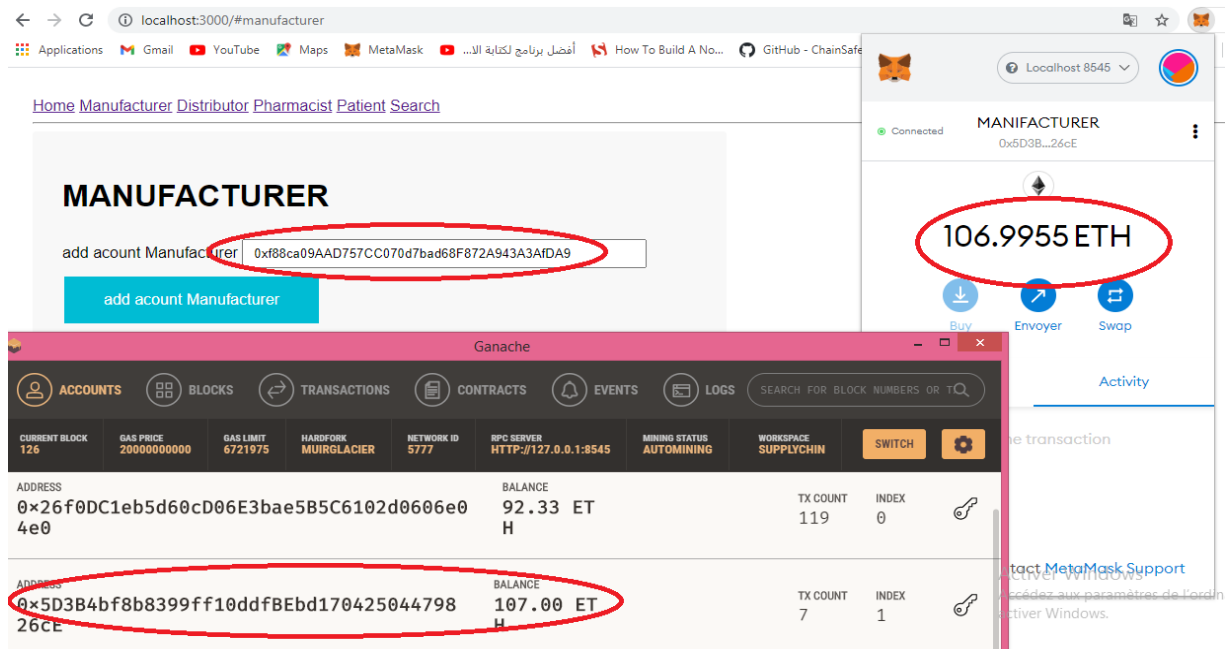 localhost:3000/#manufacturer
Applications Gmail YouTube Maps MetaMask أفضل برنامج لكتابة الا... How To Build A No... GitHub - ChainSafe
Home Manufacturer Distributor Pharmacist Patient Search
MANUFACTURER
add acount Manufacturer 0xf88ca09AAD757CC070d7bad68F872A943A3AfDA9
add acount Manufacturer
Localhost 8545
Connected
MANIFACTURER
0x5D3B...26cE
106.9955 ETH
Buy Envoyer Swap
Activity
transaction
MetaMask Support
Activer Windows
Accédez aux paramètres de l'ordin
activer Windows.
Ganache
ACCOUNTS BLOCKS TRANSACTIONS CONTRACTS EVENTS LOGS SEARCH FOR BLOCK NUMBERS OR T
CURRENT BLOCK GAS PRICE GAS LIMIT HARDFORK NETWORK ID RPC SERVER MINING STATUS WORKSPACE
126 20000000000 6721975 MUIRGLACIER 5777 HTTP://127.0.0.1:8545 AUTOMINING SUPPLYCHIN SWITCH
ADDRESS BALANCE TX COUNT INDEX
0×26f0DC1eb5d60cD06E3bae5B5C6102d0606e0 92.33 ET 119 0
4e0 H
ADDRESS BALANCE TX COUNT INDEX
0×5D3B4bf8b8399ff10ddfBEbd170425044798 107.00 ET 7 1
26cE H